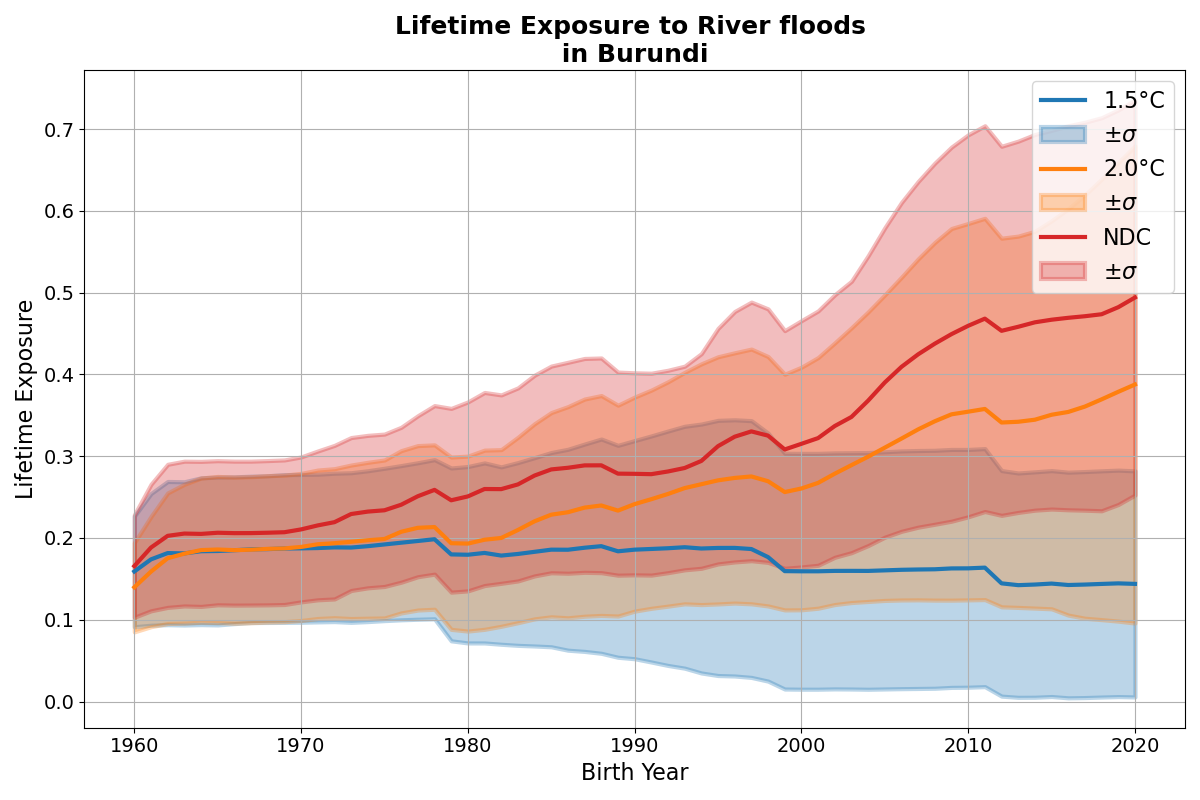 Lifetime Exposure to River floods
in Burundi
Lifetime Exposure
0.7
0.6
0.5
0.4
0.3
0.2
0.1
0.0
1960
1970
1980
1990
2000
2010
2020
Birth Year
1.5°C
±σ
2.0°C
±σ
NDC
±σ